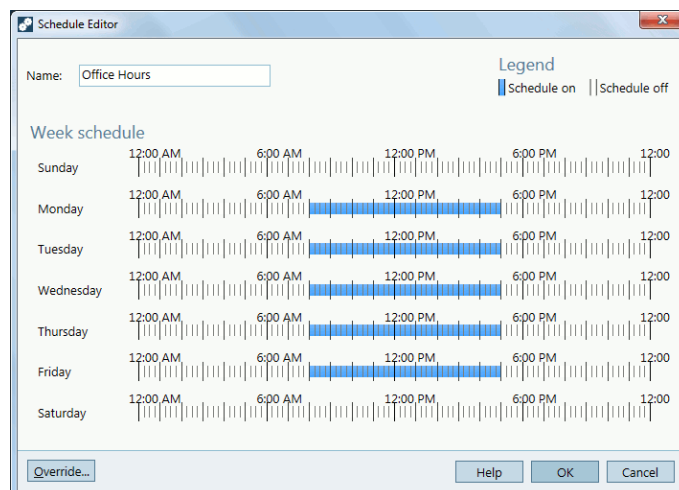 Schedule Editor
Name: Office Hours
Legend
Schedule on Schedule off
Week schedule
12:00 AM 6:00 AM 12:00 PM 6:00 PM 12:00
Sunday
12:00 AM 6:00 AM 12:00 PM 6:00 PM 12:00
Monday
12:00 AM 6:00 AM 12:00 PM 6:00 PM 12:00
Tuesday
12:00 AM 6:00 AM 12:00 PM 6:00 PM 12:00
Wednesday
12:00 AM 6:00 AM 12:00 PM 6:00 PM 12:00
Thursday
12:00 AM 6:00 AM 12:00 PM 6:00 PM 12:00
Friday
12:00 AM 6:00 AM 12:00 PM 6:00 PM 12:00
Saturday
Override... Help OK Cancel